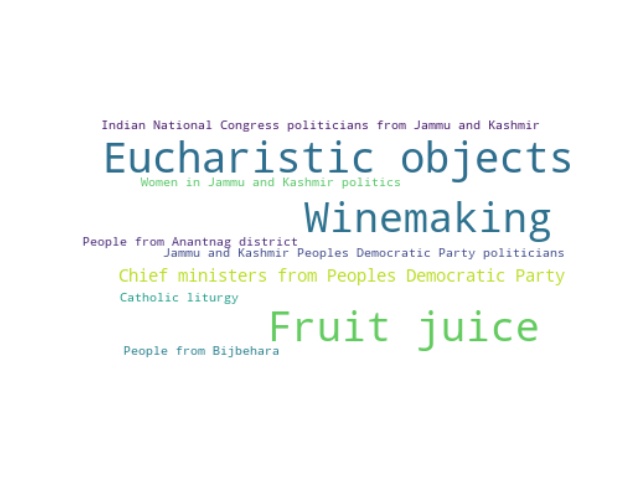 Indian National Congress politicians from Jammu and Kashmir
Eucharistic objects
Women in Jammu and Kashmir politics
Winemaking
People from Anantnag district
Jammu and Kashmir Peoples Democratic Party politicians
Chief ministers from Peoples Democratic Party
Catholic liturgy
Fruit juice
People from Bijbehara